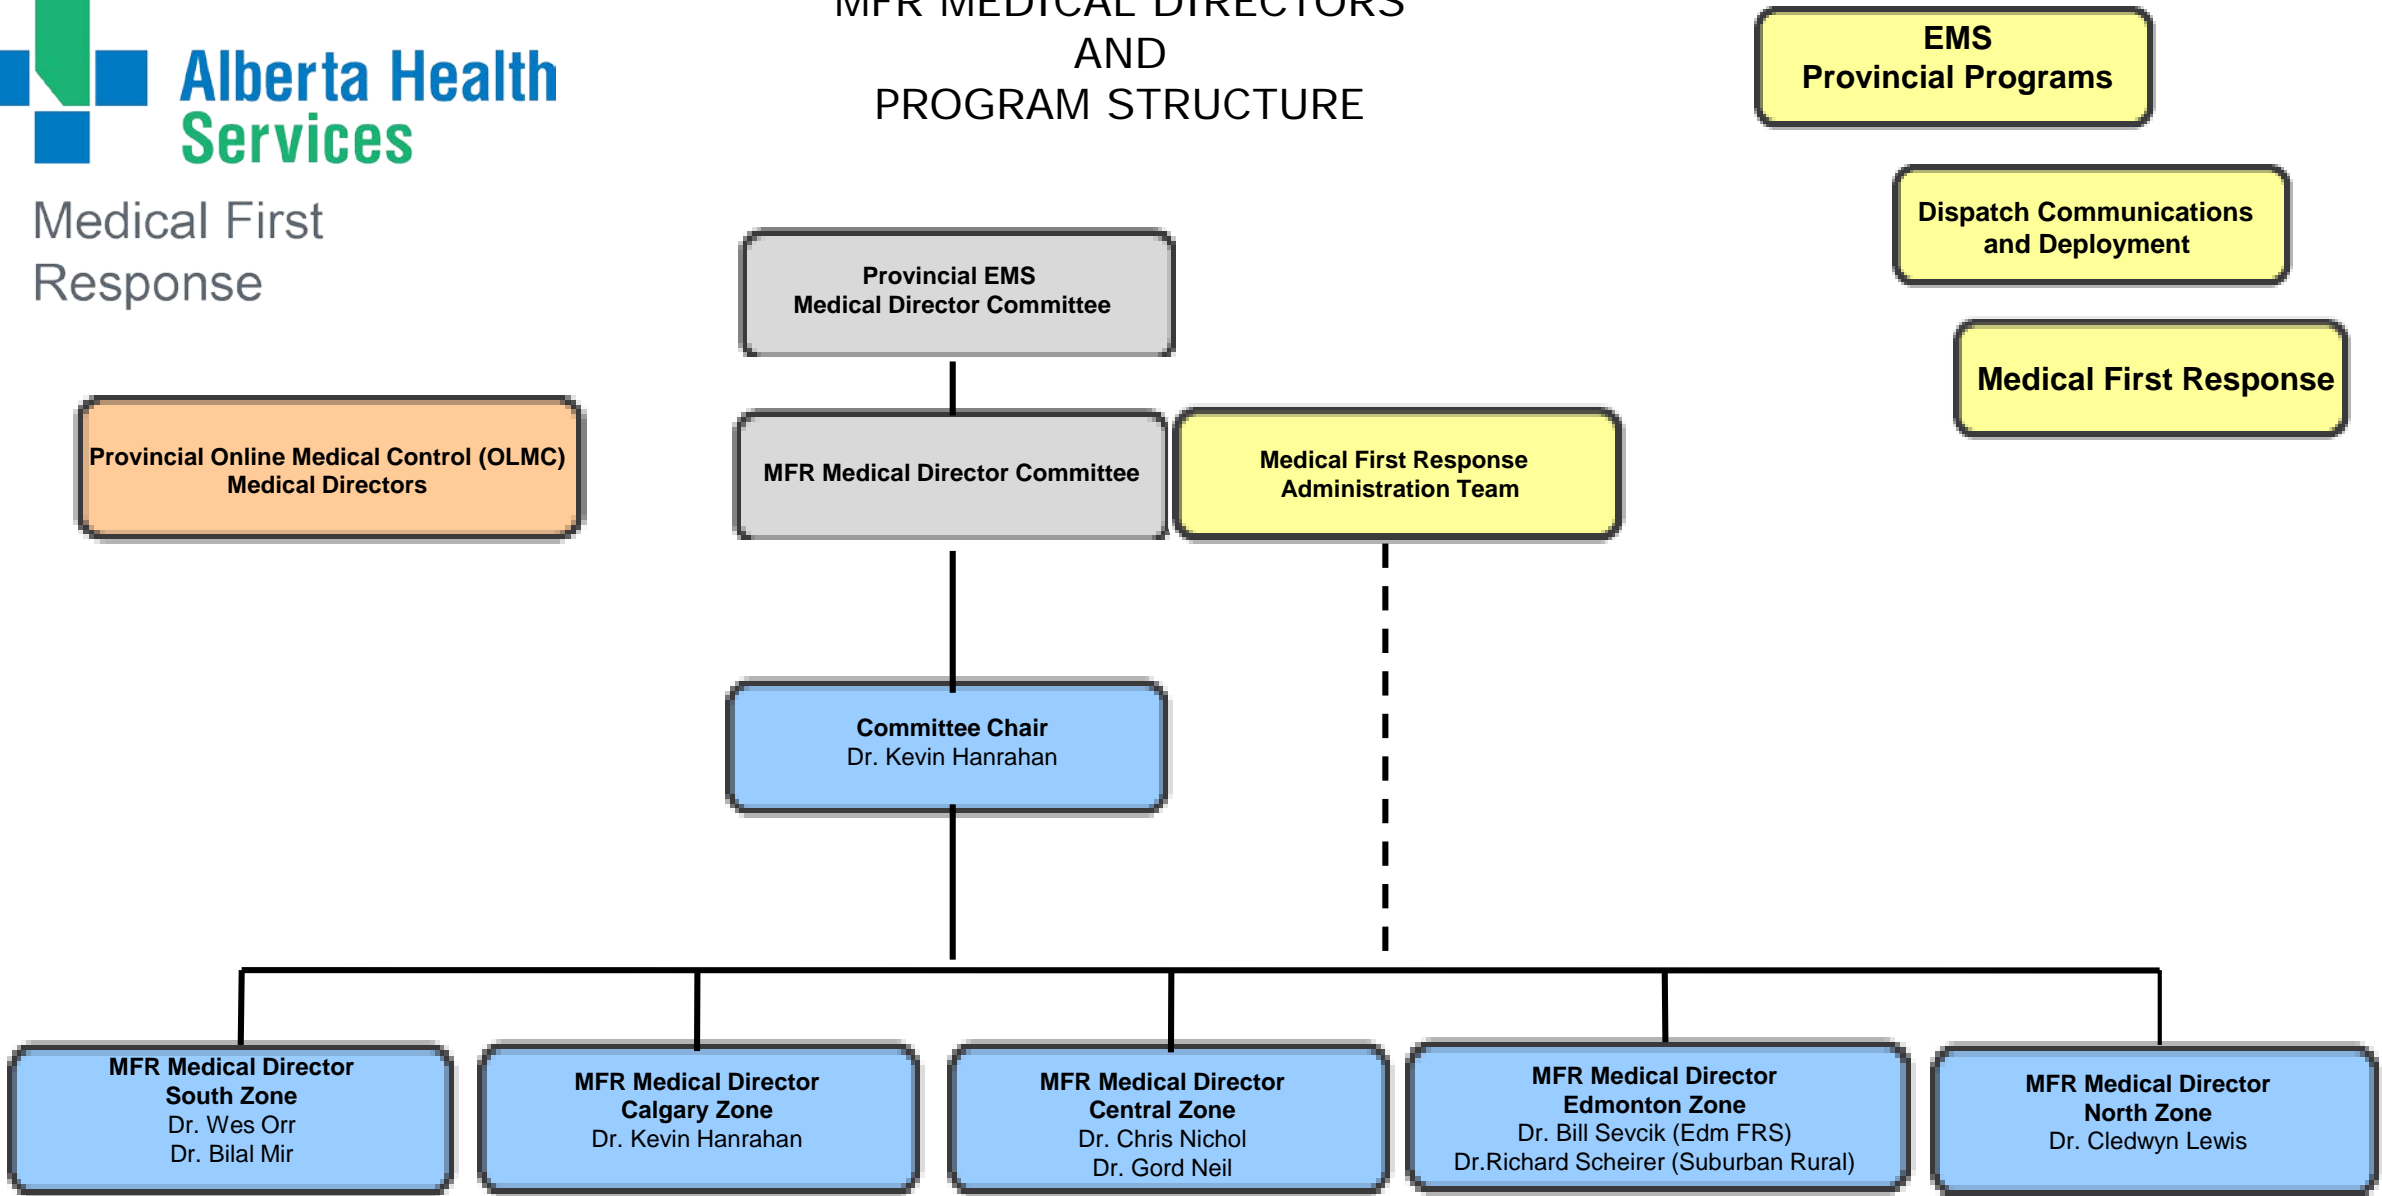 MFR MEDICAL DIRECTORS
AND
PROGRAM STRUCTURE
Alberta Health
Services
Medical First
Response
EMS
Provincial Programs
Dispatch Communications
and Deployment
Medical First Response
Provincial EMS
Medical Director Committee
Provincial Online Medical Control (OLMC)
Medical Directors
MFR Medical Director Committee
Medical First Response
Administration Team
Committee Chair
Dr. Kevin Hanrahan
MFR Medical Director
South Zone
Dr. Wes Orr
Dr. Bilal Mir
MFR Medical Director
Calgary Zone
Dr. Kevin Hanrahan
MFR Medical Director
Central Zone
Dr. Chris Nichol
Dr. Gord Neil
MFR Medical Director
Edmonton Zone
Dr. Bill Sevcik (Edm FRS)
Dr.Richard Scheirer (Suburban Rural)
MFR Medical Director
North Zone
Dr. Cledwyn Lewis